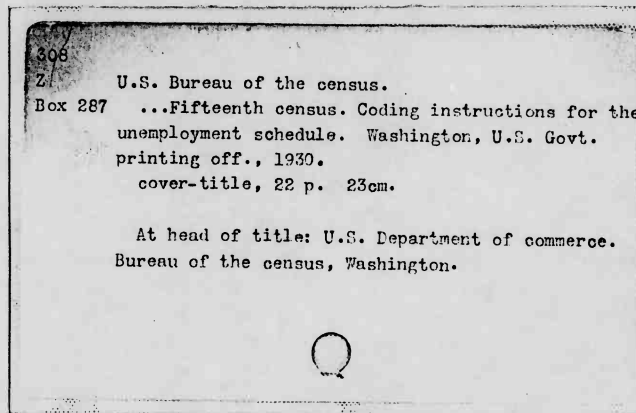 308
Z U.S. Bureau of the census.
Box 287 ...Fifteenth census. Coding instructions for the
unemployment schedule. Washington, U.S. Govt.
printing off., 1930.
cover-title, 22 p. 23cm.
At head of title: U.S. Department of commerce.
Bureau of the census, Washington.